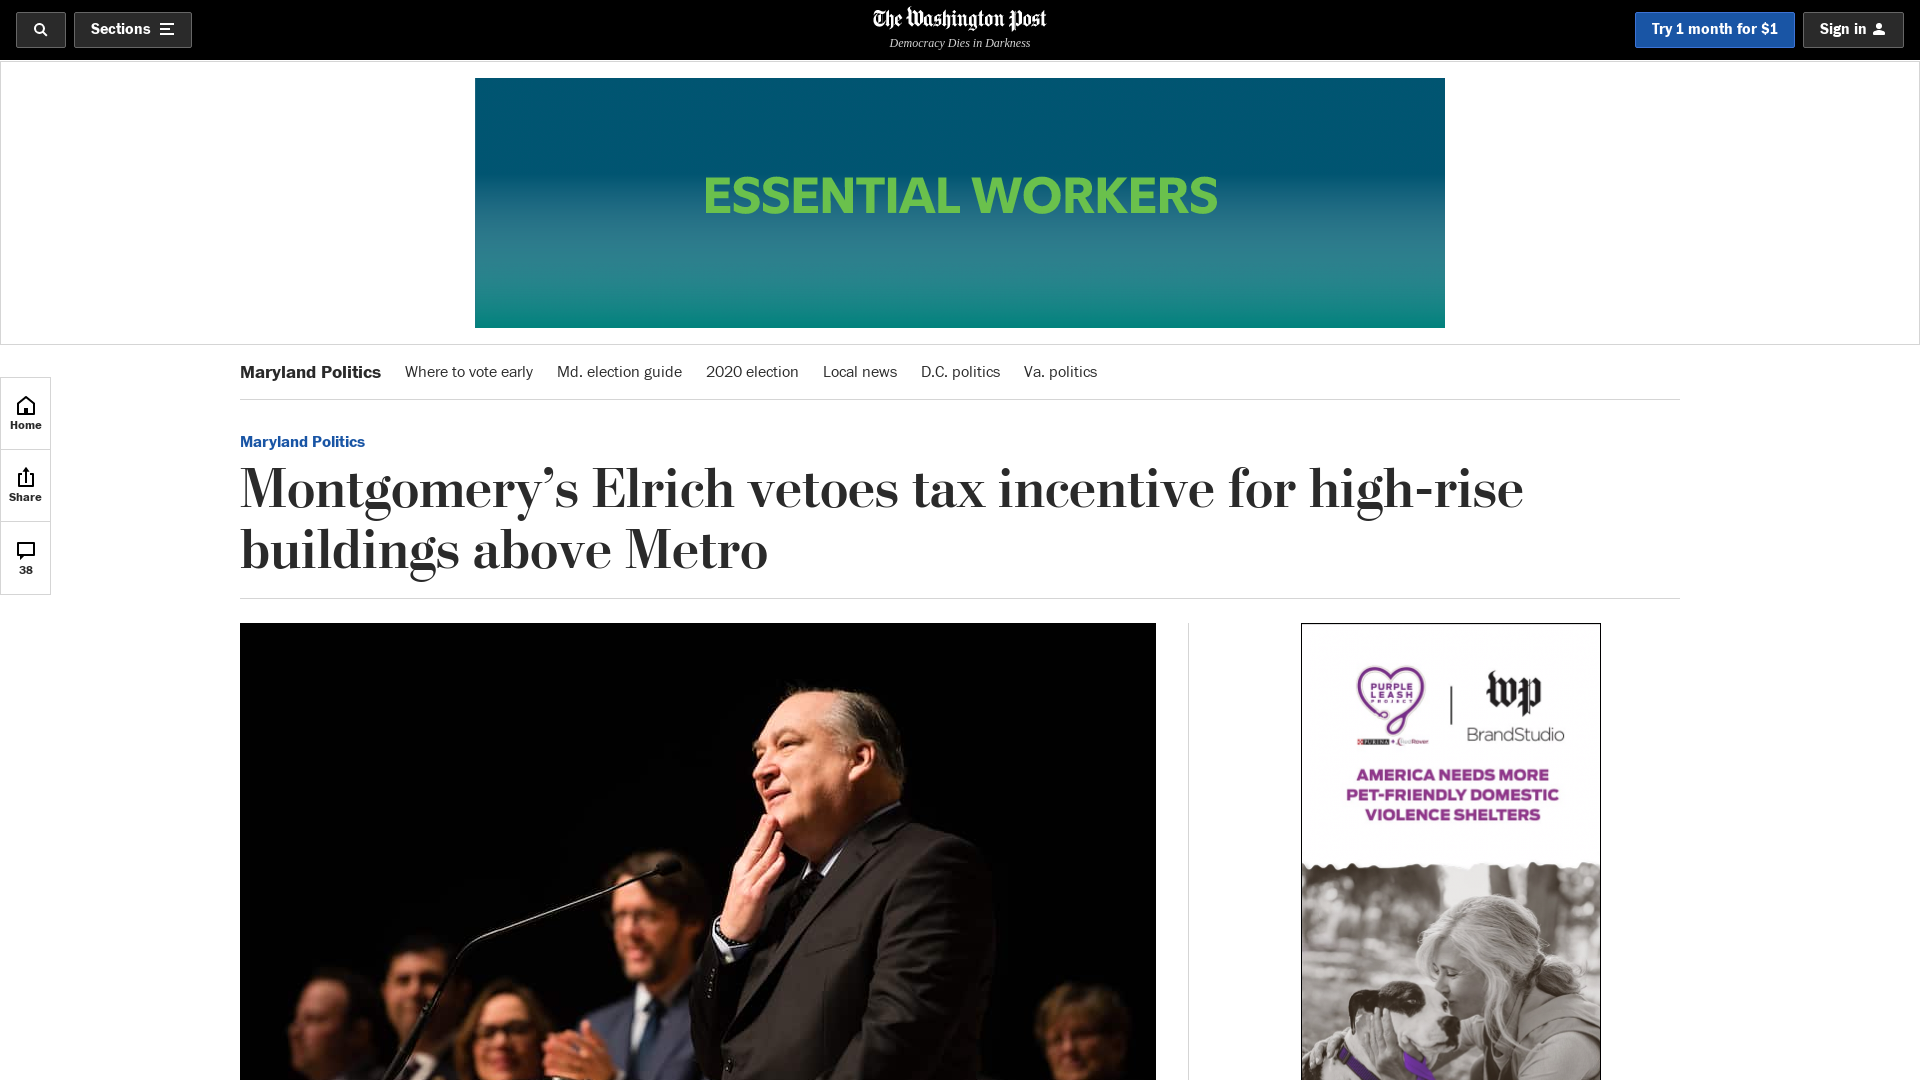 Sections
The Washington Post
Democracy Dies in Darkness
Try 1 month for $1
Sign in
ESSENTIAL WORKERS
Maryland Politics
Where to vote early
Md. election guide
2020 election
Local news
D.C. politics
Va. politics
Home
Share
38
Maryland Politics
Montgomery’s Elrich vetoes tax incentive for high-rise
buildings above Metro
PURPLE
LEASH
PROJECT
PURINA
wp
BrandStudio
AMERICA NEEDS MORE
PET-FRIENDLY DOMESTIC
VIOLENCE SHELTERS